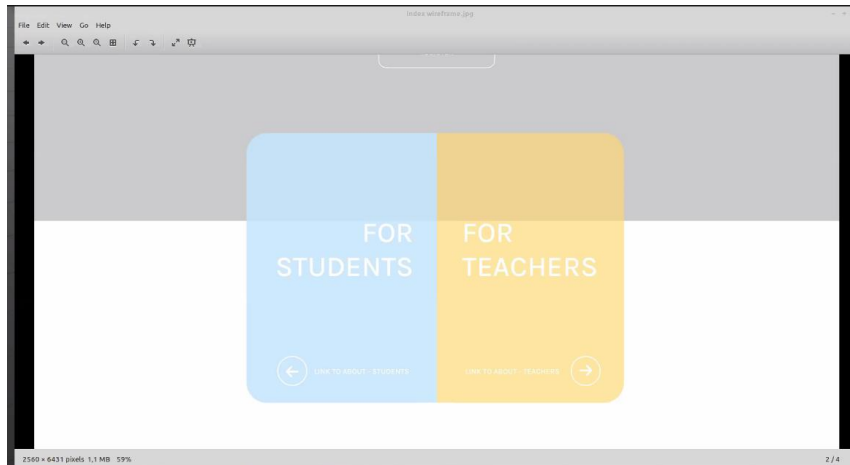 index wireframe.jpg
File Edit View Go Help
FOR
STUDENTS
FOR
TEACHERS
LINK TO ABOUT - STUDENTS
LINK TO ABOUT - TEACHERS
2560 × 6431 pixels 1,1 MB 59%
2 / 4